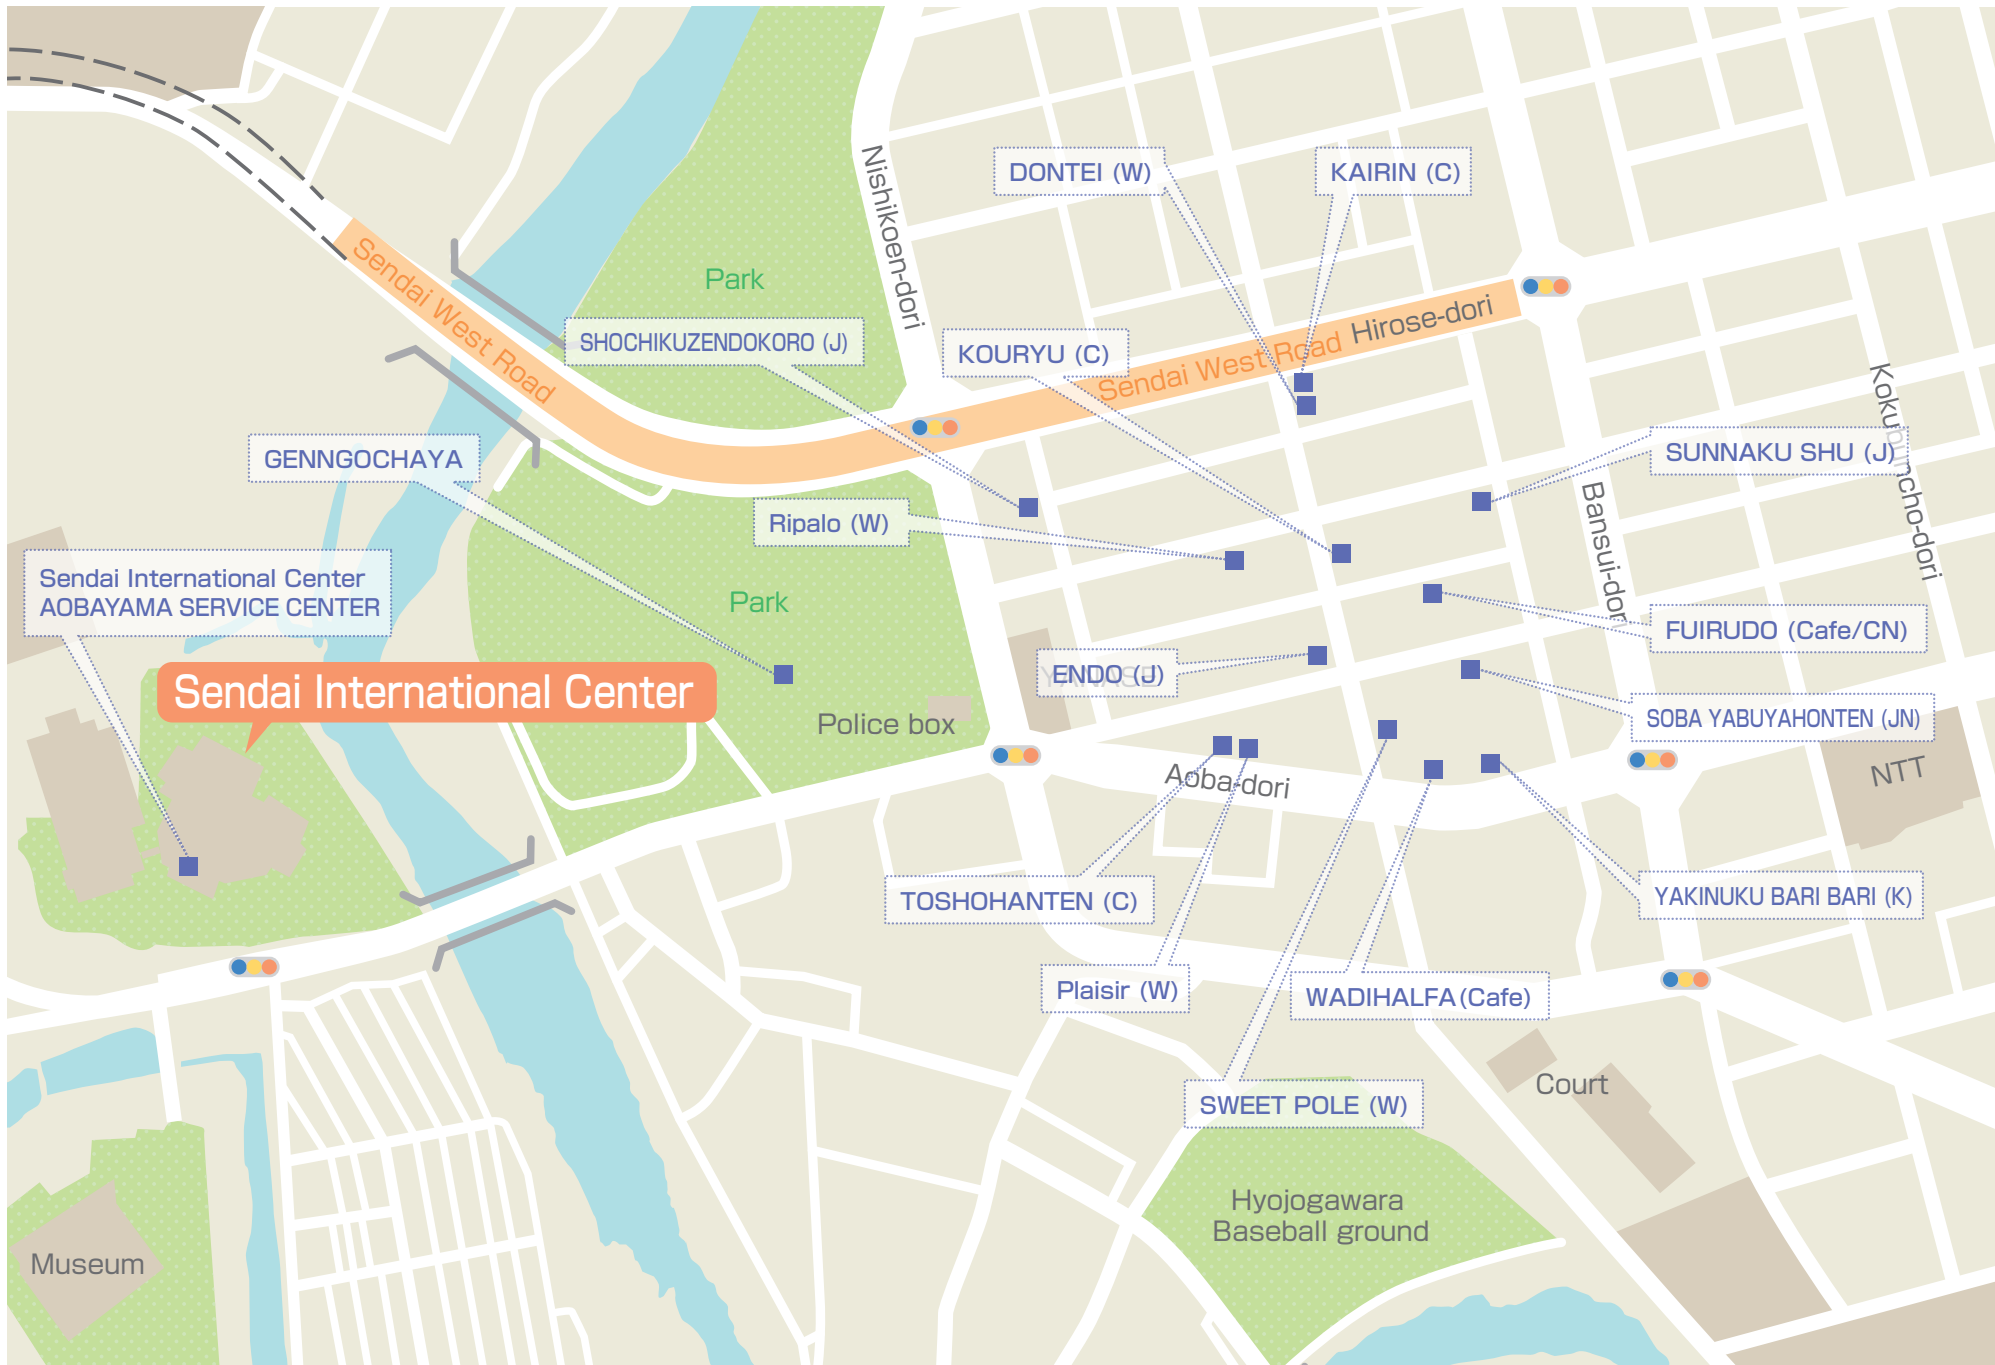 DONTEI (W)
KAIRIN (C)
Nishikoen-dori
Park
Sendai West Road
SHOCHIKUZENDOKORO (J)
KOURYU (C)
Sendai West Road
Hirose-dori
Kokubuncho-dori
GENNGOCHAYA
SUNNAKU SHU (J)
Ripalo (W)
Bansui-dori
Sendai International Center
AOBAYAMA SERVICE CENTER
Park
FUIRUDO (Cafe/CN)
ENDO (J)
YANASE
Sendai International Center
Police box
SOBA YABUYAHONTEN (JN)
Aoba-dori
NTT
TOSHOHANTEN (C)
YAKINUKU BARI BARI (K)
Plaisir (W)
WADIHALFA (Cafe)
SWEET POLE (W)
Court
Hyojogawara
Baseball ground
Museum